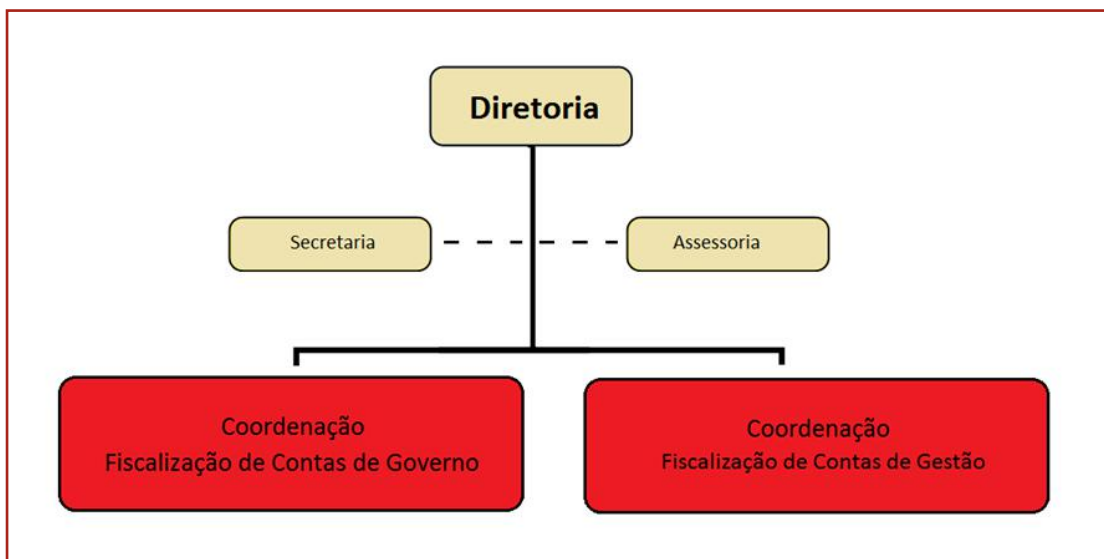 Diretoria
Secretaria
Assessoria
Coordenação
Fiscalização de Contas de Governo
Coordenação
Fiscalização de Contas de Gestão